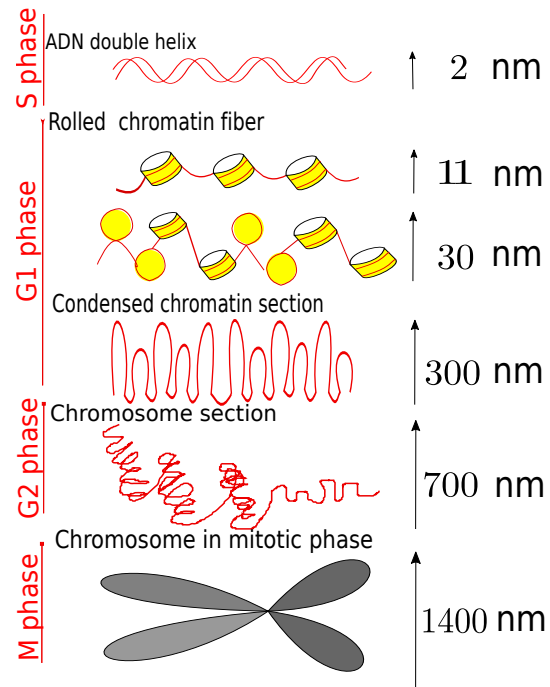 S phase
ADN double helix
2 nm
G1 phase
Rolled chromatin fiber
11 nm
30 nm
Condensed chromatin section
300 nm
G2 phase
Chromosome section
700 nm
M phase
Chromosome in mitotic phase
1400 nm